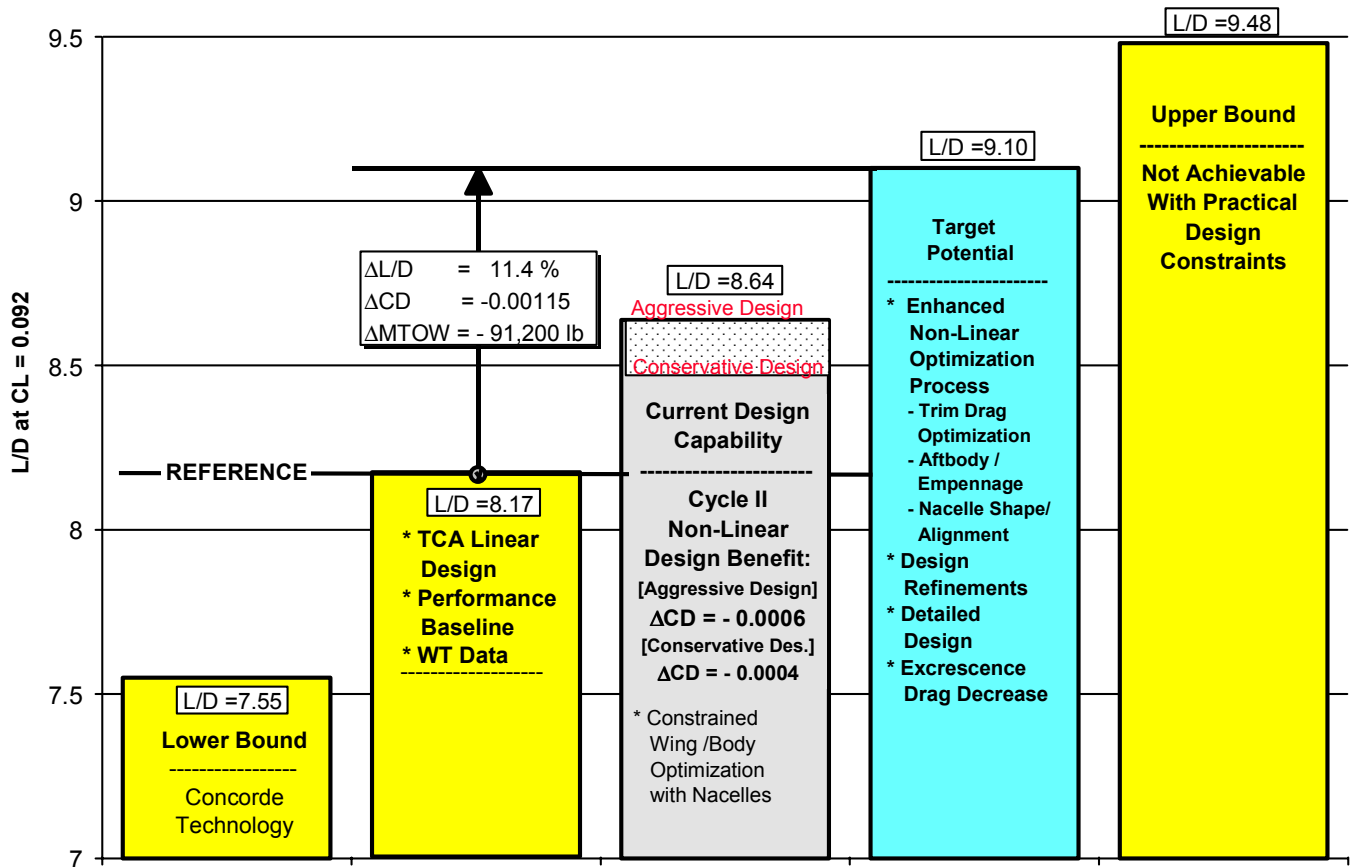 L/D at CL = 0.092
9.5
9
8.5
8
7.5
7
REFERENCE
L/D =7.55
Lower Bound
-----------------
Concorde
Technology
ΔL/D = 11.4 %
ΔCD = -0.00115
ΔMTOW = - 91,200 lb
L/D =8.17
* TCA Linear
Design
* Performance
Baseline
* WT Data
-------------------
L/D =8.64
Aggressive Design
Conservative Design
Current Design
Capability
-----------------------
Cycle II
Non-Linear
Design Benefit:
[Aggressive Design]
ΔCD = - 0.0006
[Conservative Des.]
ΔCD = - 0.0004
* Constrained
Wing /Body
Optimization
with Nacelles
L/D =9.10
Target
Potential
------------------------
* Enhanced
Non-Linear
Optimization
Process
- Trim Drag
Optimization
- Aftbody /
Empennage
- Nacelle Shape/
Alignment
* Design
Refinements
* Detailed
Design
* Excrescence
Drag Decrease
L/D =9.48
Upper Bound
----------------------
Not Achievable
With Practical
Design
Constraints